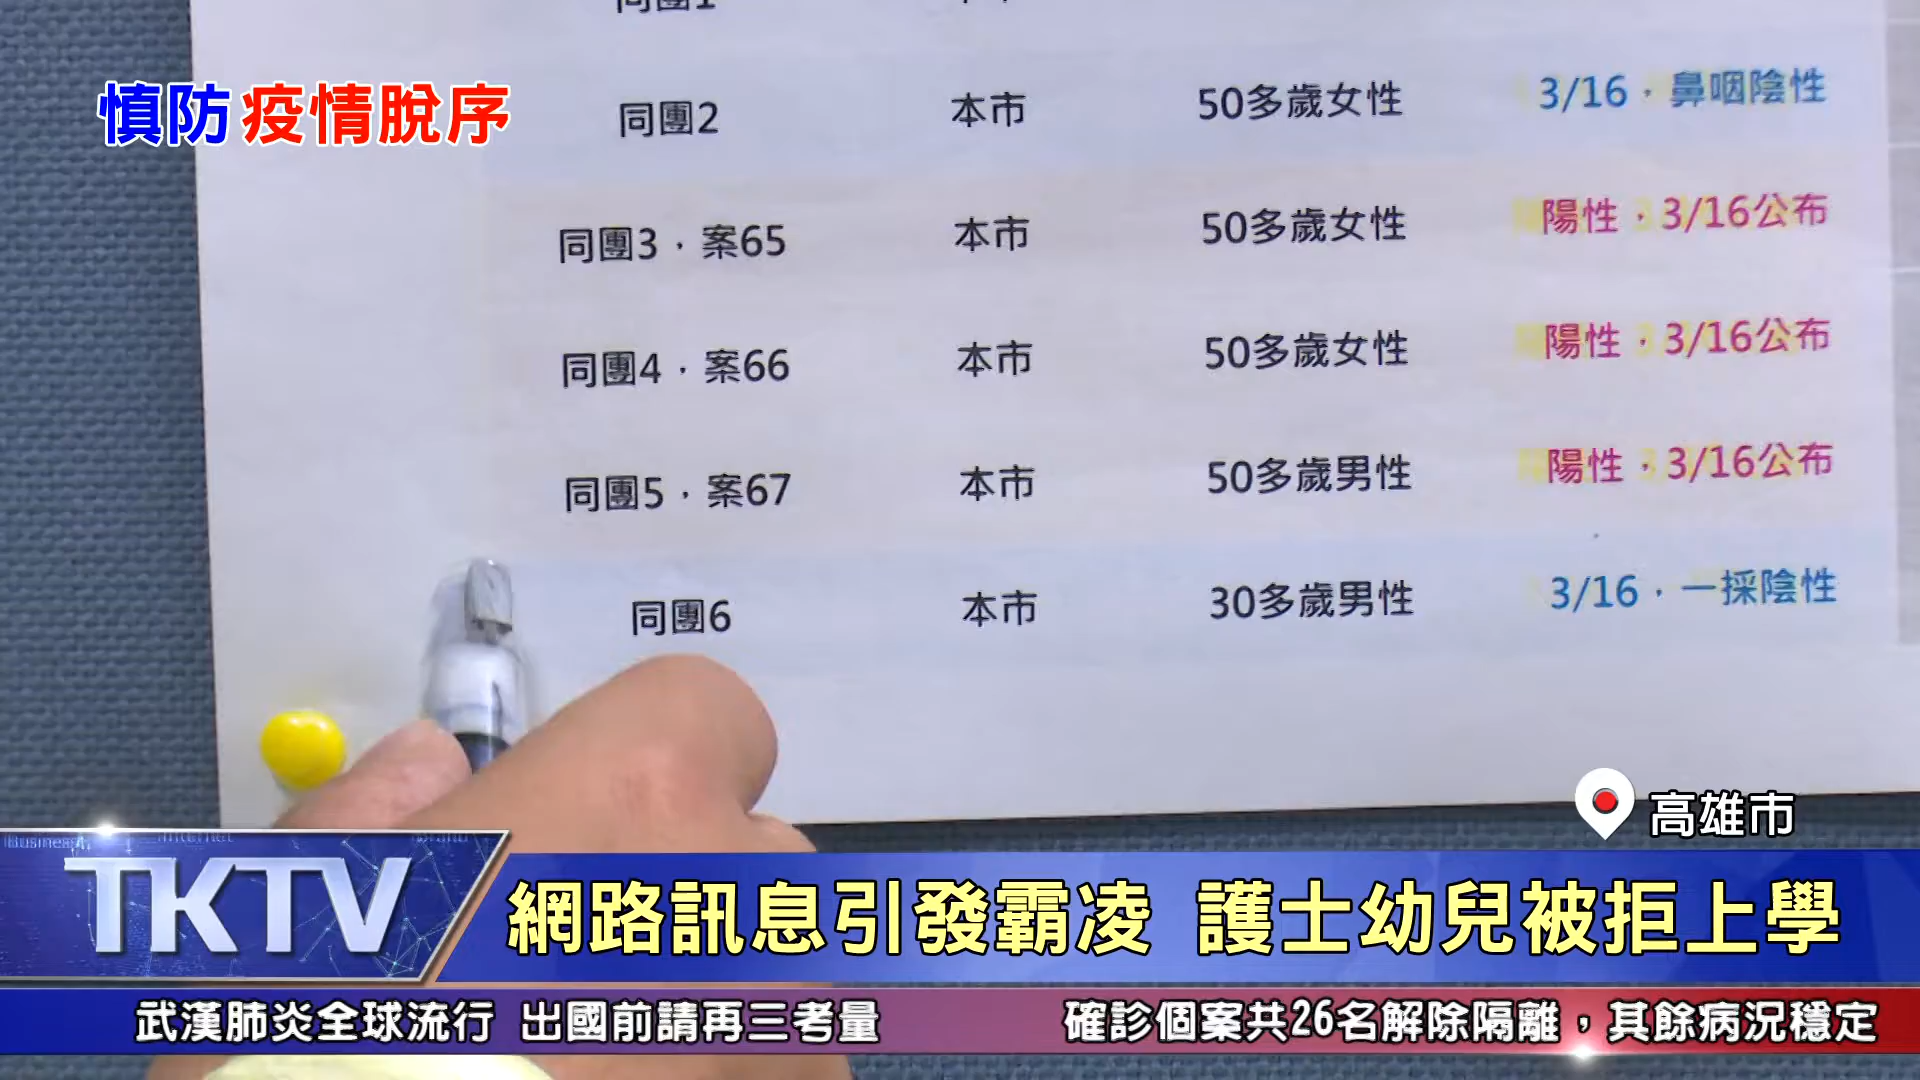 同團1
慎防疫情脫序
同團2 本市 50多歲女性 3/16，鼻咽陰性
同團3，案65 本市 50多歲女性 陽性，3/16公布
同團4，案66 本市 50多歲女性 陽性，3/16公布
同團5，案67 本市 50多歲男性 陽性，3/16公布
同團6 本市 30多歲男性 3/16，一採陰性
高雄市
Business
TKTV
網路訊息引發霸凌 護士幼兒被拒上學
武漢肺炎全球流行 出國前請再三考量 確診個案共26名解除隔離，其餘病況穩定